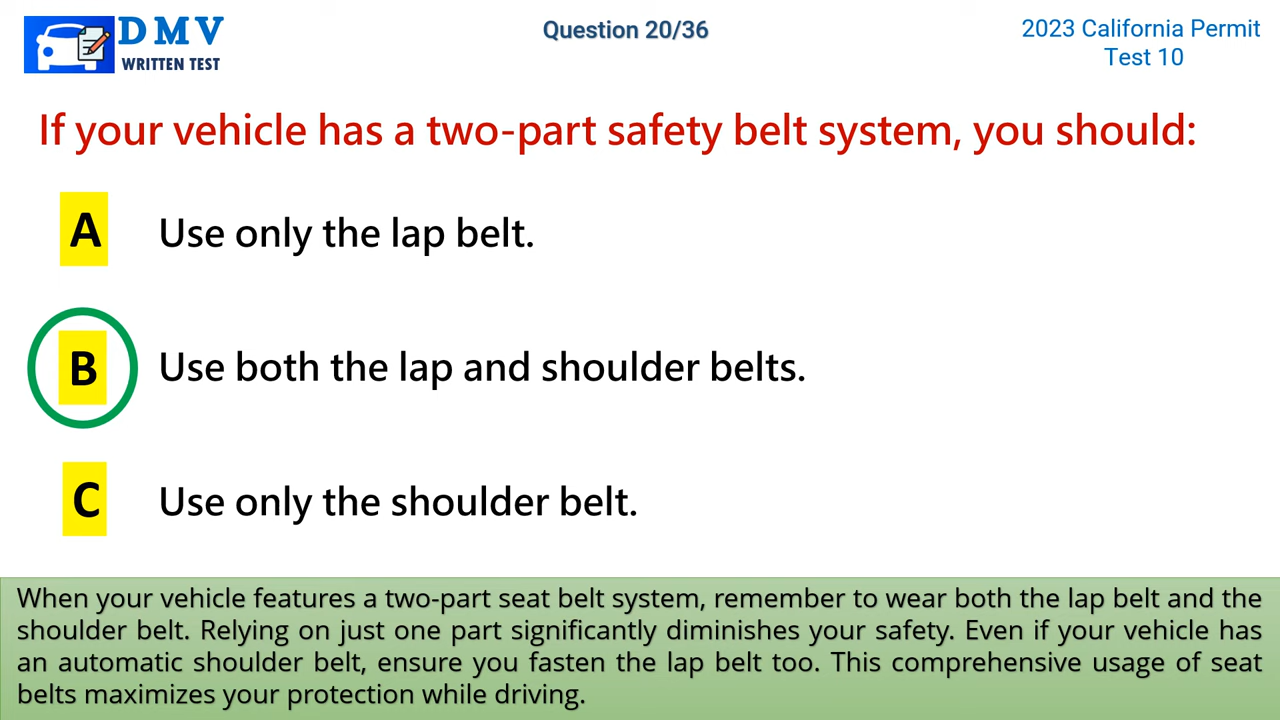 DMV
WRITTEN TEST
Question 20/36
2023 California Permit
Test 10
If your vehicle has a two-part safety belt system, you should:
A Use only the lap belt.
B Use both the lap and shoulder belts.
C Use only the shoulder belt.
When your vehicle features a two-part seat belt system, remember to wear both the lap belt and the
shoulder belt. Relying on just one part significantly diminishes your safety. Even if your vehicle has
an automatic shoulder belt, ensure you fasten the lap belt too. This comprehensive usage of seat
belts maximizes your protection while driving.